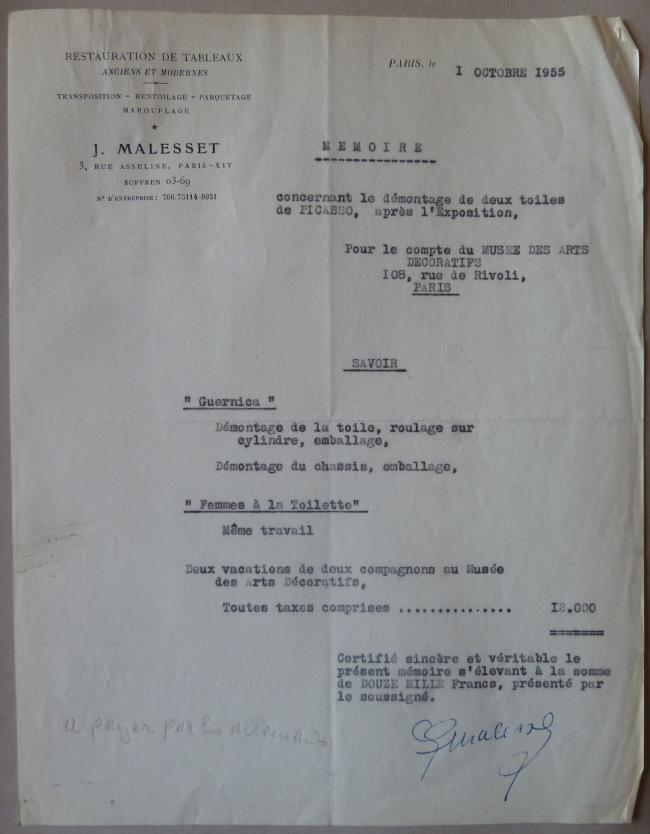 RESTAURATION DE TABLEAUX
ANCIENS ET MODERNES
TRANSPOSITION - RENTOILAGE - PARQUETAGE
MAROUFLAGE
★
J. MALESSET
3, RUE ASSELINE, PARIS-XIV
SUFFREN 03-69
N° D'ENTREPRISE : 766.75114 0031
PARIS, le 1 OCTOBRE 1955
MEMOIRE
concernant le démontage de deux toiles
de PICASSO, après l'Exposition,
Pour le compte du MUSEE DES ARTS
DECORATIFS
108, rue de Rivoli,
PARIS
SAVOIR
" Guernica "
Démontage de la toile, roulage sur
cylindre, emballage,
Démontage du chassis, emballage,
" Femmes à la Toilette"
Même travail
Deux vacations de deux compagnons au Musée
des Arts Décoratifs,
Toutes taxes comprises ............... 12.000
=======
Certifié sincère et véritable le
présent mémoire s'élevant à la somme
de DOUZE MILLE Francs, présenté par
le soussigné.
a payer par les allemands